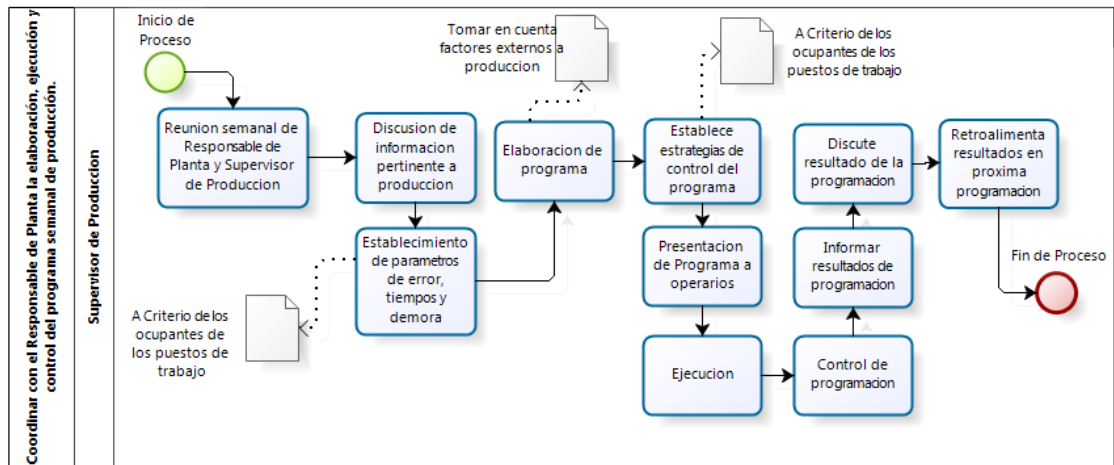 Coordinar con el Responsable de Planta la elaboración, ejecución y
control del programa semanal de producción.
Supervisor de Produccion
Inicio de
Proceso
Reunion semanal de
Responsable de
Planta y Supervisor
de Produccion
Discusion de
informacion
pertinente a
produccion
Establecimiento
de parametros
de error,
tiempos y
demora
A Criterio de los
ocupantes de
los puestos de
trabajo
Tomar en cuenta
factores externos a
produccion
Elaboracion de
programa
A Criterio de los
ocupantes de los
puestos de trabajo
Establece
estrategias de
control del
programa
Presentacion
de Programa a
operarios
Ejecucion
Control de
programacion
Informar
resultados de
programacion
Discute
resultado de la
programacion
Retroalimenta
resultados en
proxima
programacion
Fin de Proceso